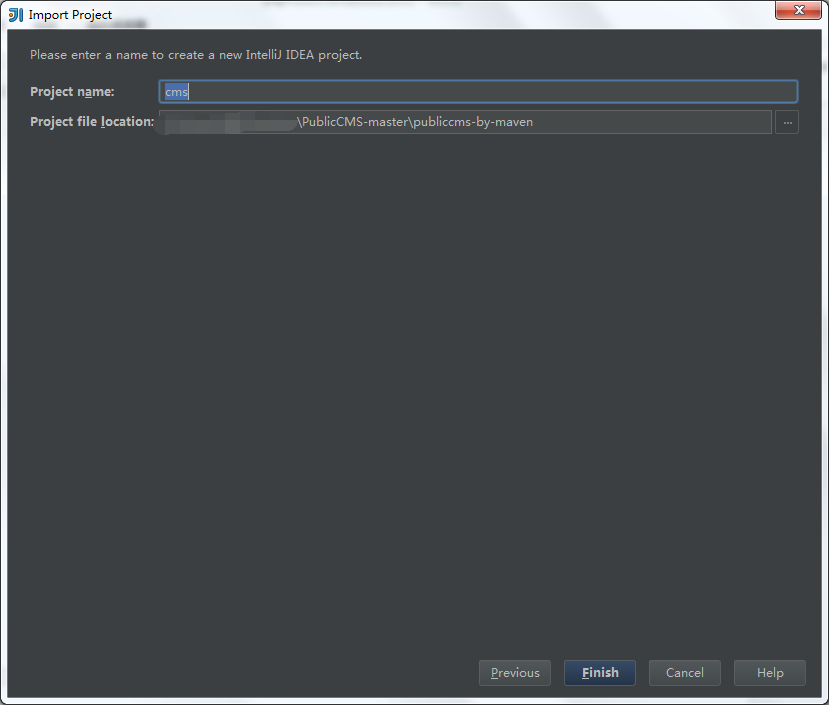 Import Project
Please enter a name to create a new IntelliJ IDEA project.
Project name: cms
Project file location: \PublicCMS-master\publiccms-by-maven ...
Previous Finish Cancel Help